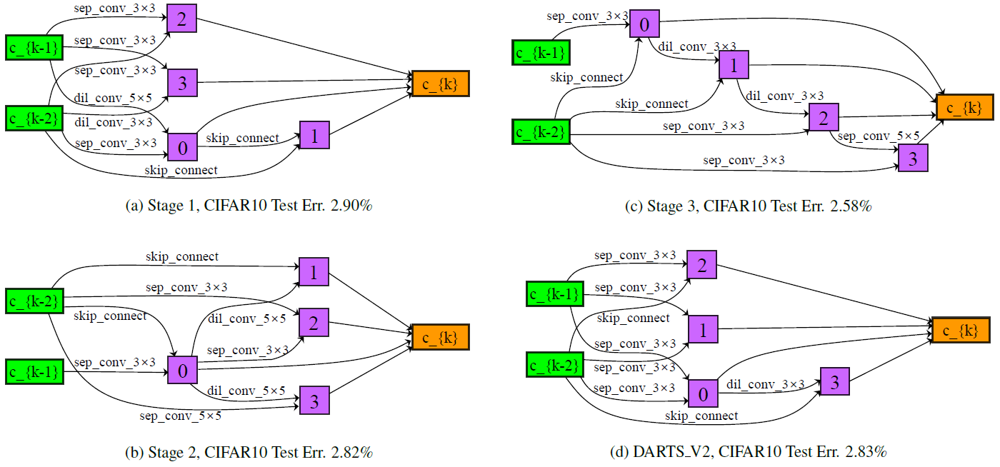 sep_conv_3×3
2
c_{k-1}
sep_conv_3×3
sep_conv_3×3
3
c_{k}
dil_conv_5×5
c_{k-2}
dil_conv_3×3
sep_conv_3×3
0
skip_connect
1
skip_connect
(a) Stage 1, CIFAR10 Test Err. 2.90%
sep_conv_3×3
0
c_{k-1}
dil_conv_3×3
1
skip_connect
skip_connect
dil_conv_3×3
c_{k}
2
c_{k-2}
sep_conv_3×3
sep_conv_5×5
sep_conv_3×3
3
(c) Stage 3, CIFAR10 Test Err. 2.58%
skip_connect
1
c_{k-2}
sep_conv_3×3
skip_connect
dil_conv_5×5
2
c_{k}
sep_conv_3×3
c_{k-1}
sep_conv_3×3
0
dil_conv_5×5
3
sep_conv_5×5
(b) Stage 2, CIFAR10 Test Err. 2.82%
sep_conv_3×3
2
c_{k-1}
sep_conv_3×3
skip_connect
1
c_{k}
sep_conv_3×3
c_{k-2}
sep_conv_3×3
sep_conv_3×3
0
dil_conv_3×3
3
skip_connect
(d) DARTS_V2, CIFAR10 Test Err. 2.83%